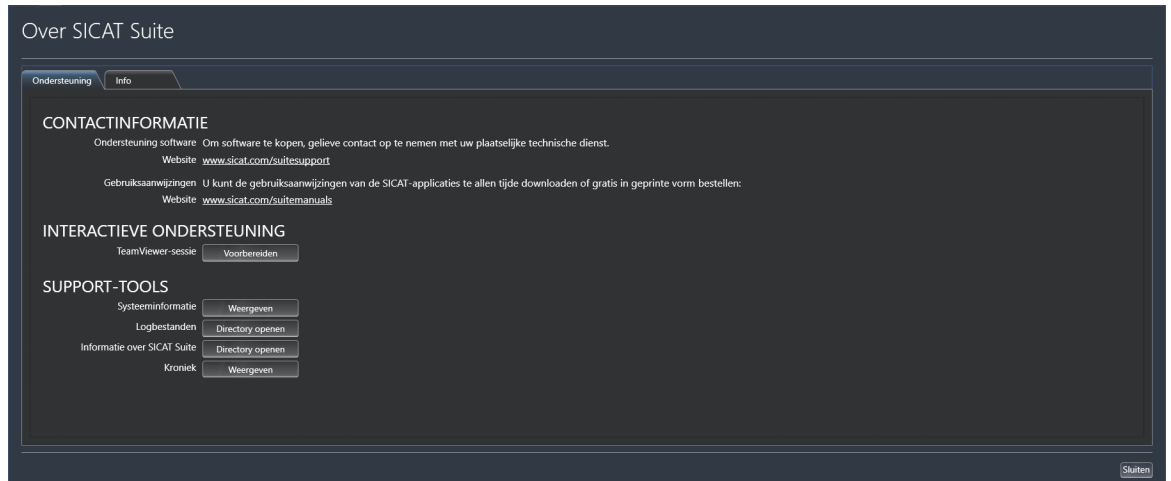 Over SICAT Suite
Ondersteuning Info
CONTACTINFORMATIE
Ondersteuning software Om software te kopen, gelieve contact op te nemen met uw plaatselijke technische dienst.
Website www.sicat.com/suitesupport
Gebruiksaanwijzingen U kunt de gebruiksaanwijzingen van de SICAT-applicaties te allen tijde downloaden of gratis in geprinte vorm bestellen:
Website www.sicat.com/suitemanuals
INTERACTIEVE ONDERSTEUNING
TeamViewer-sessie Voorbereiden
SUPPORT-TOOLS
Systeeminformatie Weergeven
Logbestanden Directory openen
Informatie over SICAT Suite Directory openen
Kroniek Weergeven
Sluiten